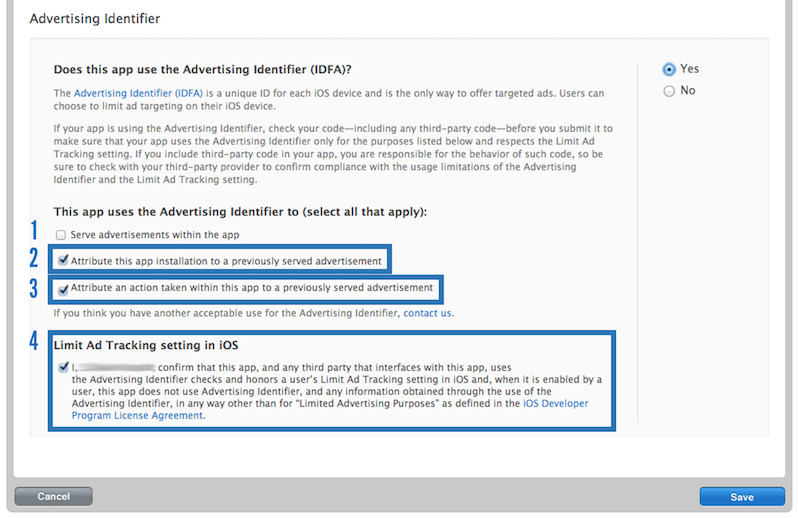 Advertising Identifier
Does this app use the Advertising Identifier (IDFA)?
Yes
No
The Advertising Identifier (IDFA) is a unique ID for each iOS device and is the only way to offer targeted ads. Users can
choose to limit ad targeting on their iOS device.
If your app is using the Advertising Identifier, check your code—including any third-party code—before you submit it to
make sure that your app uses the Advertising Identifier only for the purposes listed below and respects the Limit Ad
Tracking setting. If you include third-party code in your app, you are responsible for the behavior of such code, so be
sure to check with your third-party provider to confirm compliance with the usage limitations of the Advertising
Identifier and the Limit Ad Tracking setting.
This app uses the Advertising Identifier to (select all that apply):
1 Serve advertisements within the app
2 Attribute this app installation to a previously served advertisement
3 Attribute an action taken within this app to a previously served advertisement
If you think you have another acceptable use for the Advertising Identifier, contact us.
4 Limit Ad Tracking setting in iOS
I, confirm that this app, and any third party that interfaces with this app, uses
the Advertising Identifier checks and honors a user's Limit Ad Tracking setting in iOS and, when it is enabled by a
user, this app does not use Advertising Identifier, and any information obtained through the use of the
Advertising Identifier, in any way other than for "Limited Advertising Purposes" as defined in the iOS Developer
Program License Agreement.
Cancel
Save